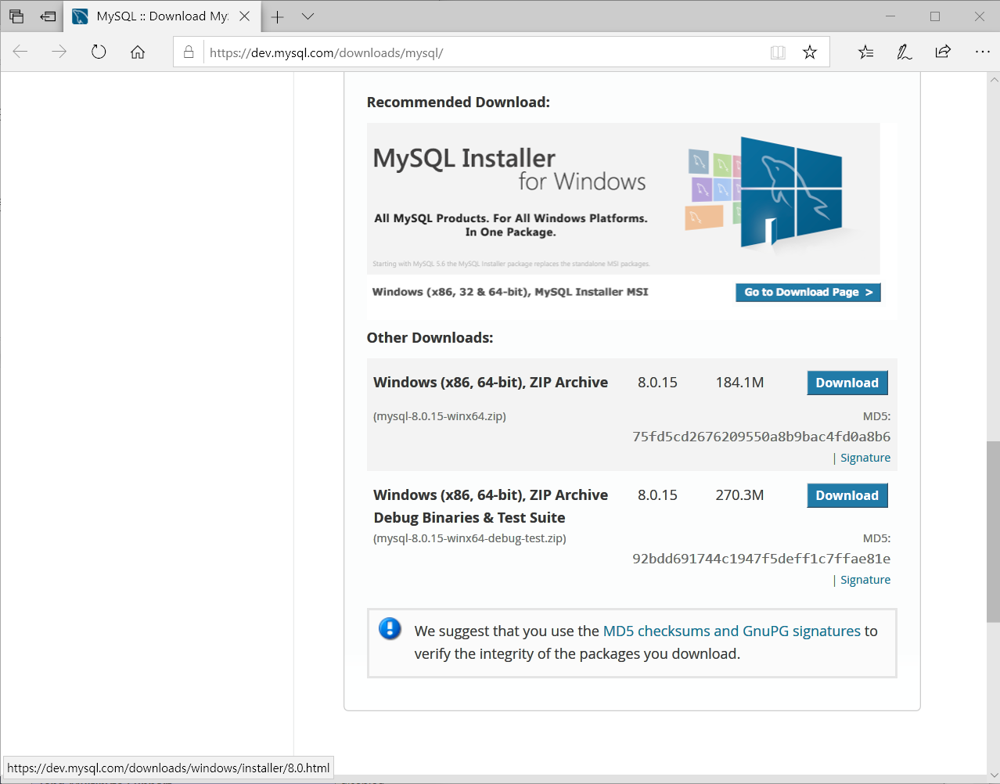 MySQL :: Download My
https://dev.mysql.com/downloads/mysql/
Recommended Download:
MySQL Installer
for Windows
All MySQL Products. For All Windows Platforms.
In One Package.
Starting with MySQL 5.6 the MySQL Installer package replaces the standalone MSI packages.
Windows (x86, 32 & 64-bit), MySQL Installer MSI
Go to Download Page >
Other Downloads:
Windows (x86, 64-bit), ZIP Archive 8.0.15 184.1M Download
(mysql-8.0.15-winx64.zip) MD5:
75fd5cd2676209550a8b9bac4fd0a8b6
| Signature
Windows (x86, 64-bit), ZIP Archive 8.0.15 270.3M Download
Debug Binaries & Test Suite
(mysql-8.0.15-winx64-debug-test.zip) MD5:
92bdd691744c1947f5deff1c7ffae81e
| Signature
We suggest that you use the MD5 checksums and GnuPG signatures to
verify the integrity of the packages you download.
https://dev.mysql.com/downloads/windows/installer/8.0.html